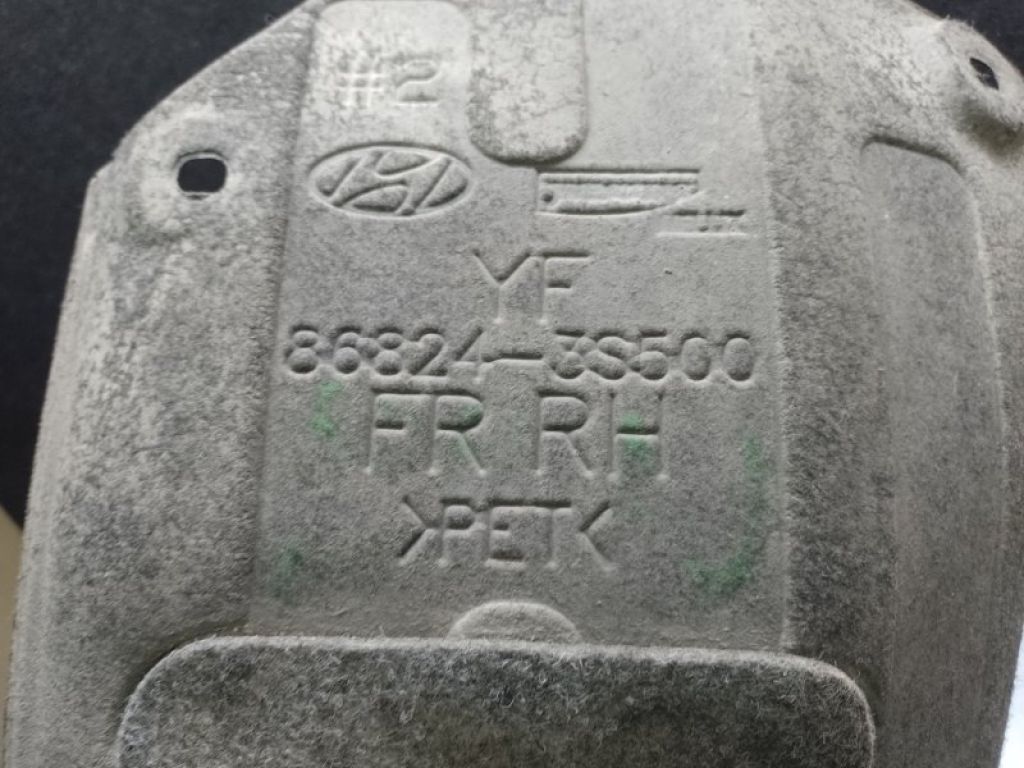 #2
YF
86824-3S500
FR RH
>PET<